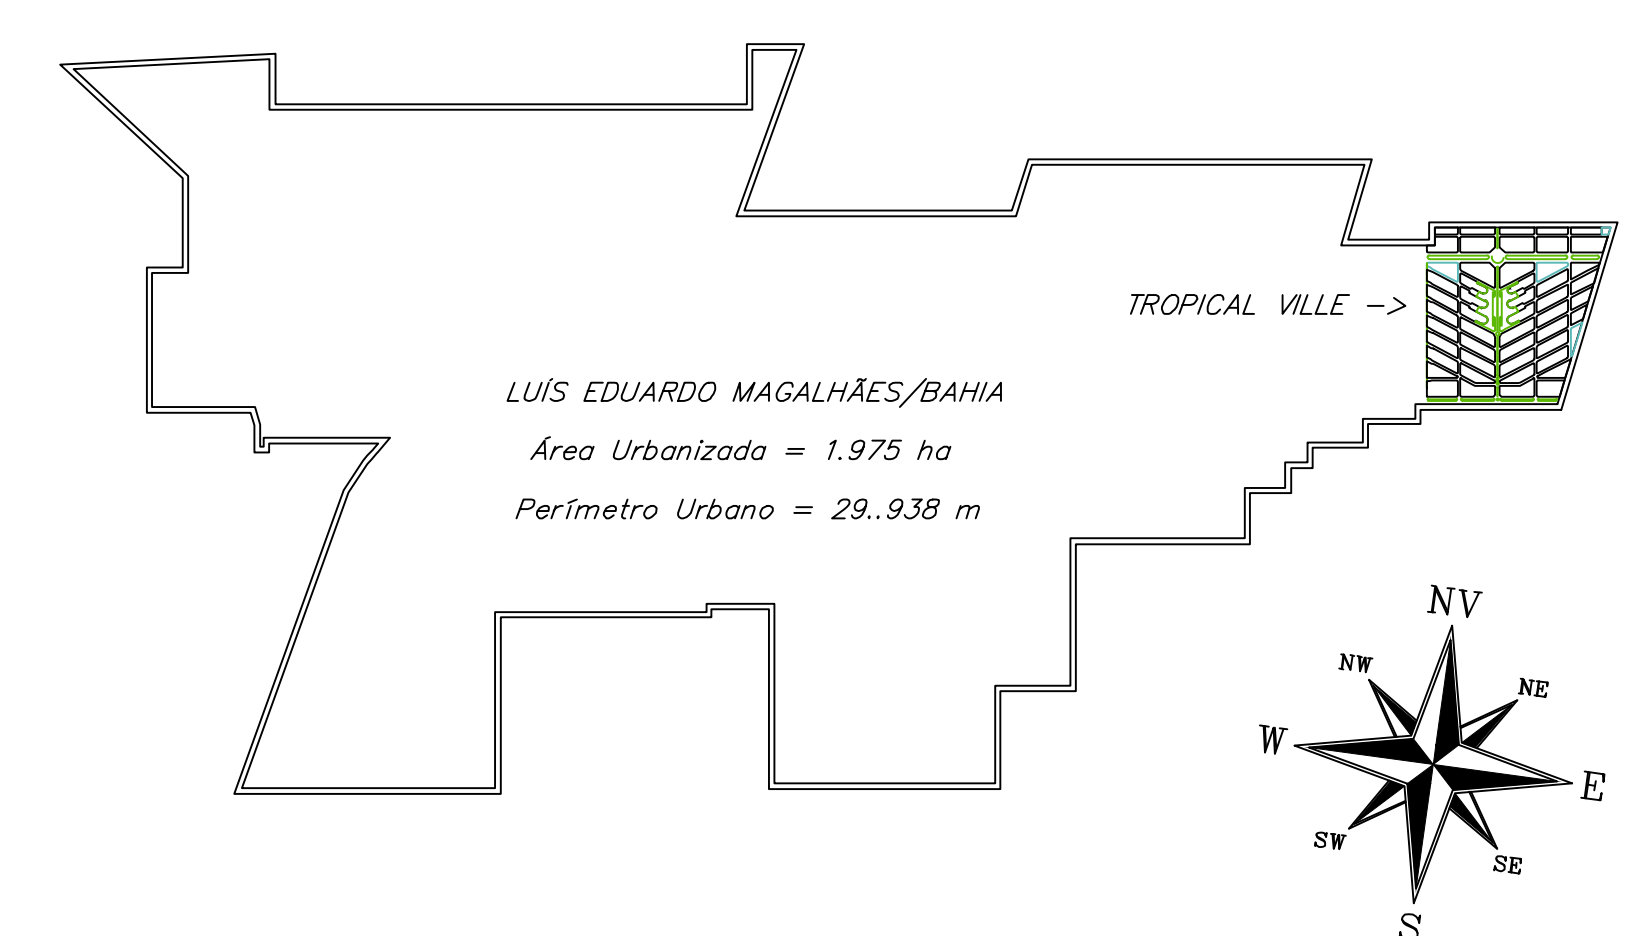 TROPICAL VILLE ->
LUÍS EDUARDO MAGALHÃES/BAHIA
Área Urbanizada = 1.975 ha
Perímetro Urbano = 29..938 m
NV
NW
NE
W
E
SW
SE
S